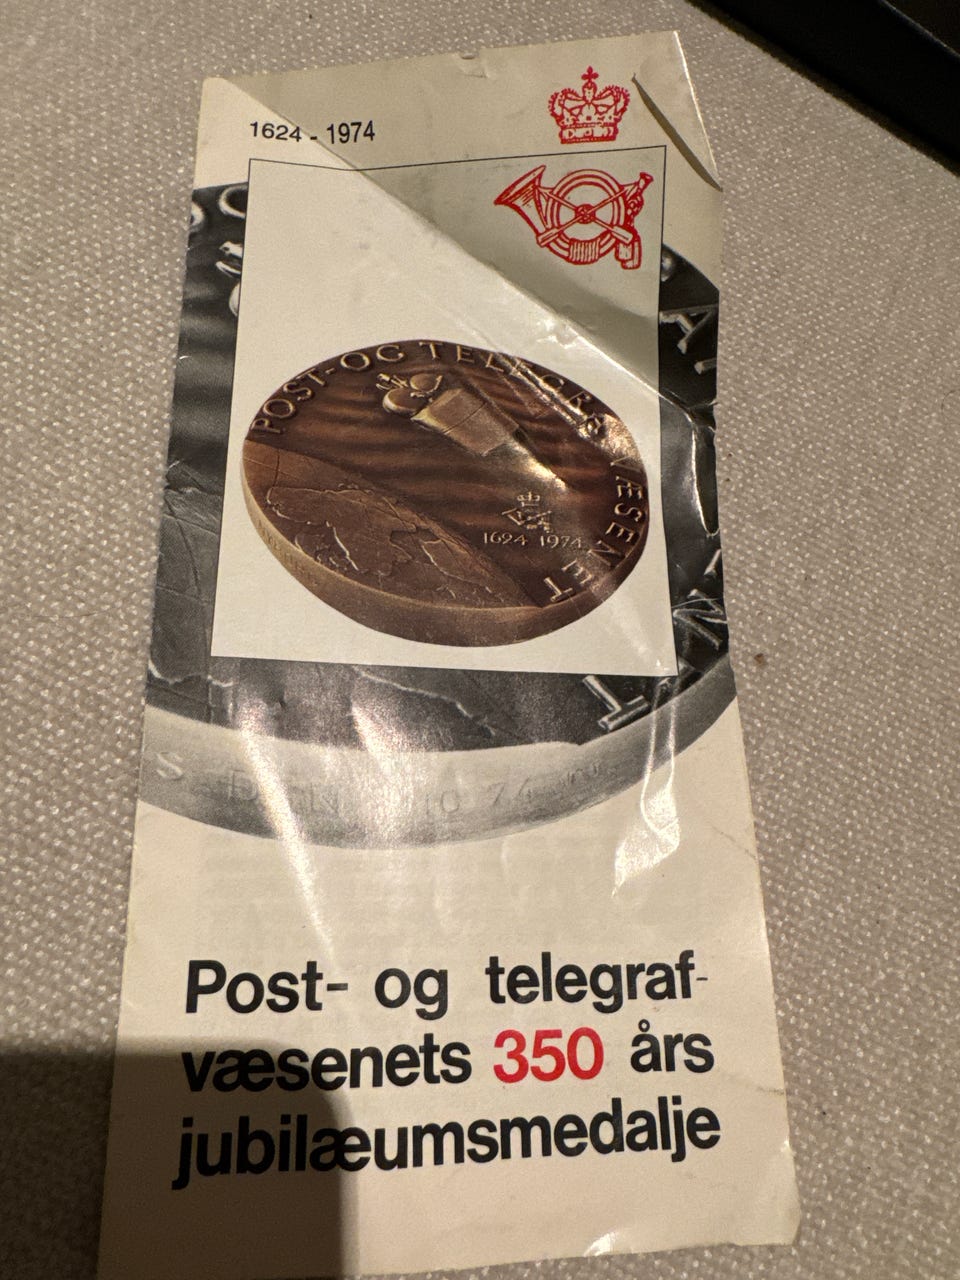 1624 - 1974
POST- OG TELEGRAFVÆSENET
1624 1974
Post- og telegraf-
væsenets 350 års
jubilæumsmedalje